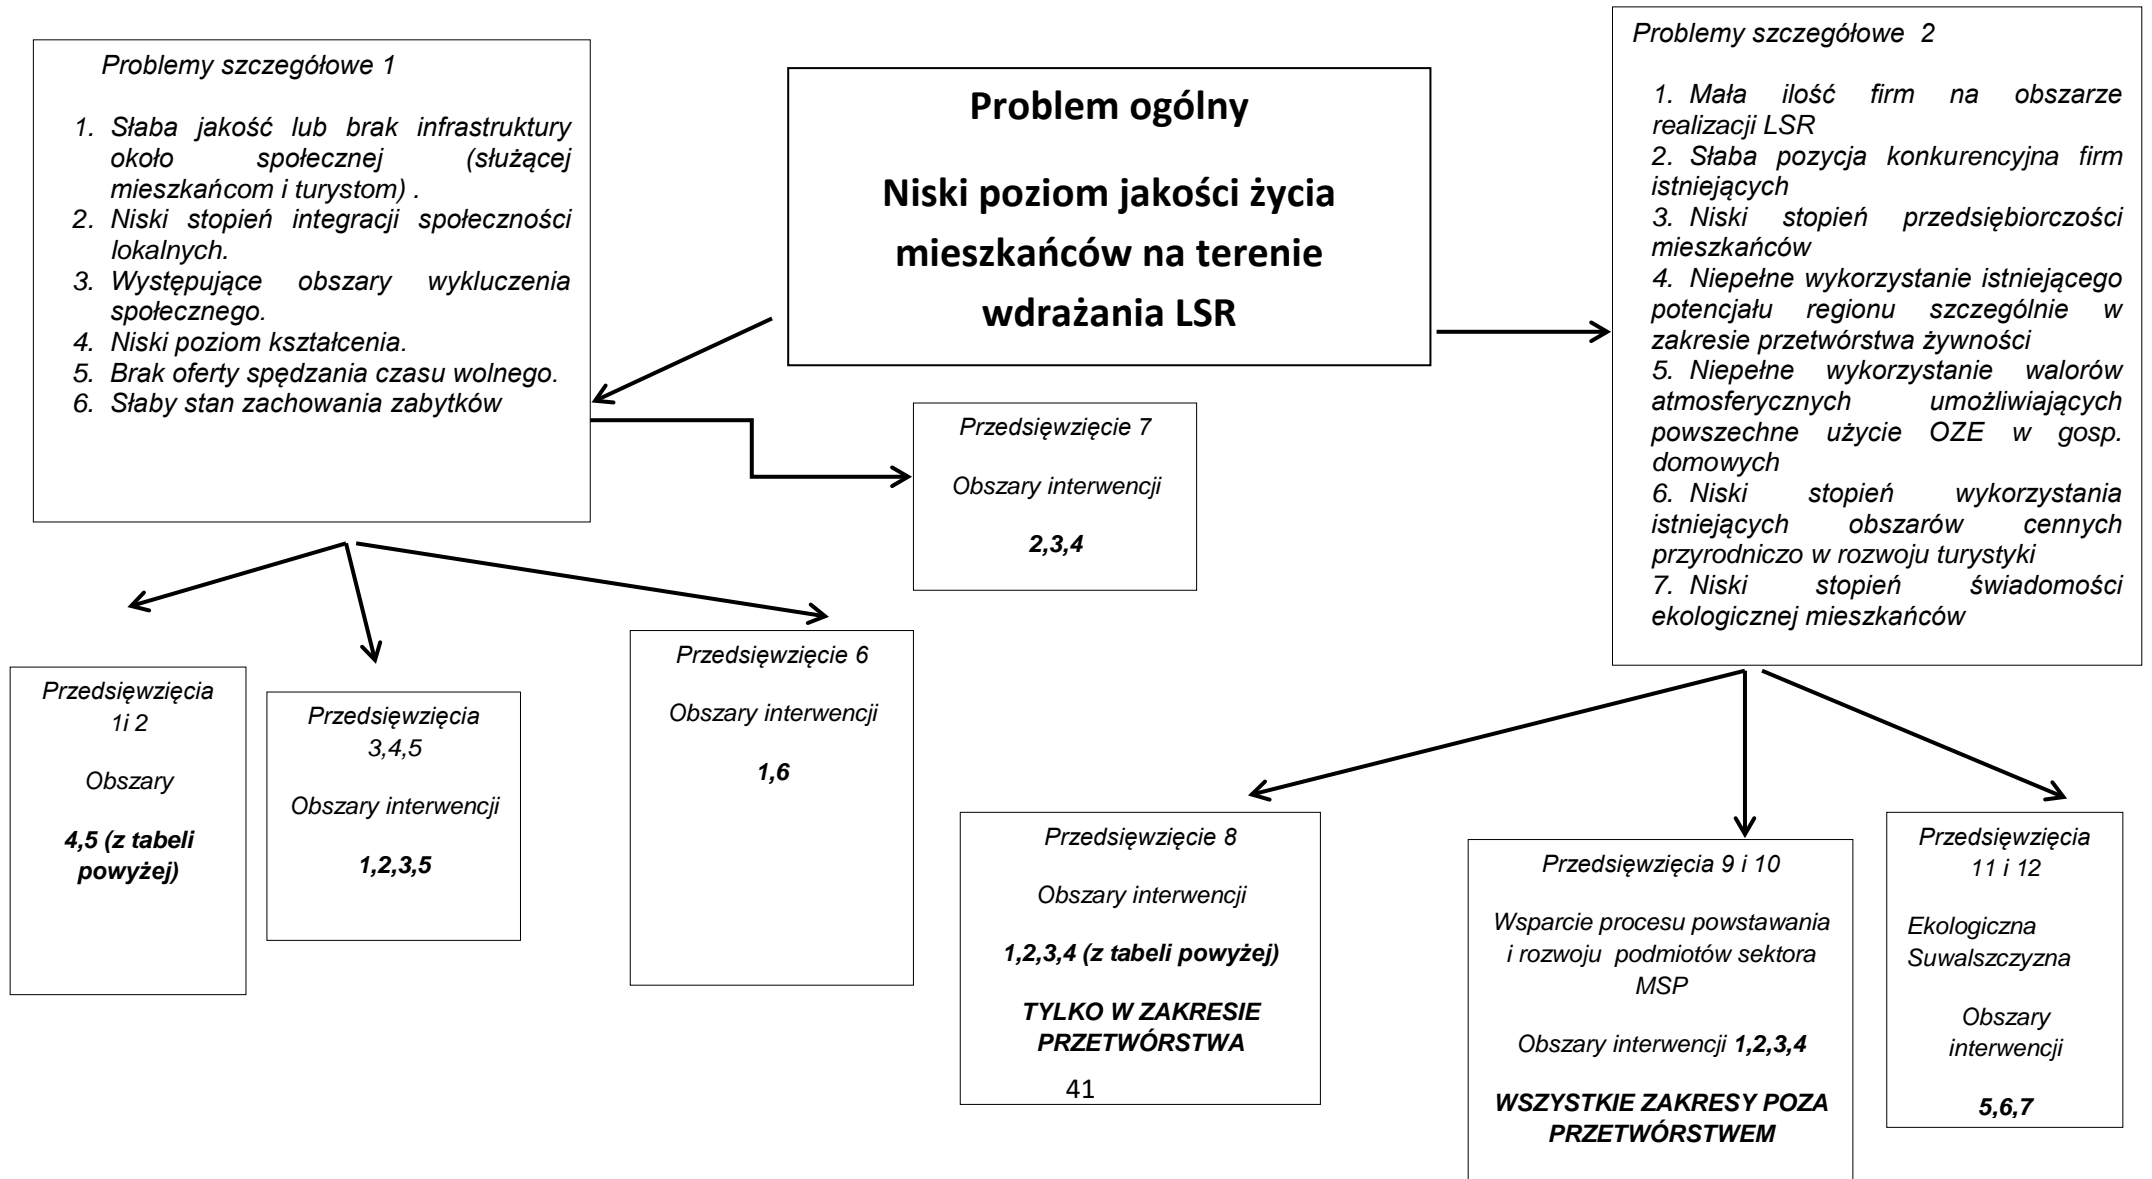 Problemy szczegółowe 1
1. Słaba jakość lub brak infrastruktury
około społecznej (służącej
mieszkańcom i turystom) .
2. Niski stopień integracji społeczności
lokalnych.
3. Występujące obszary wykluczenia
społecznego.
4. Niski poziom kształcenia.
5. Brak oferty spędzania czasu wolnego.
6. Słaby stan zachowania zabytków
Problem ogólny
Niski poziom jakości życia
mieszkańców na terenie
wdrażania LSR
Problemy szczegółowe 2
1. Mała ilość firm na obszarze
realizacji LSR
2. Słaba pozycja konkurencyjna firm
istniejących
3. Niski stopień przedsiębiorczości
mieszkańców
4. Niepełne wykorzystanie istniejącego
potencjału regionu szczególnie w
zakresie przetwórstwa żywności
5. Niepełne wykorzystanie walorów
atmosferycznych umożliwiających
powszechne użycie OZE w gosp.
domowych
6. Niski stopień wykorzystania
istniejących obszarów cennych
przyrodniczo w rozwoju turystyki
7. Niski stopień świadomości
ekologicznej mieszkańców
Przedsięwzięcie 7
Obszary interwencji
2,3,4
Przedsięwzięcia
1i 2
Obszary
4,5 (z tabeli
powyżej)
Przedsięwzięcia
3,4,5
Obszary interwencji
1,2,3,5
Przedsięwzięcie 6
Obszary interwencji
1,6
Przedsięwzięcie 8
Obszary interwencji
1,2,3,4 (z tabeli powyżej)
TYLKO W ZAKRESIE
PRZETWÓRSTWA
41
Przedsięwzięcia 9 i 10
Wsparcie procesu powstawania
i rozwoju podmiotów sektora
MSP
Obszary interwencji 1,2,3,4
WSZYSTKIE ZAKRESY POZA
PRZETWÓRSTWEM
Przedsięwzięcia
11 i 12
Ekologiczna
Suwalszczyzna
Obszary
interwencji
5,6,7